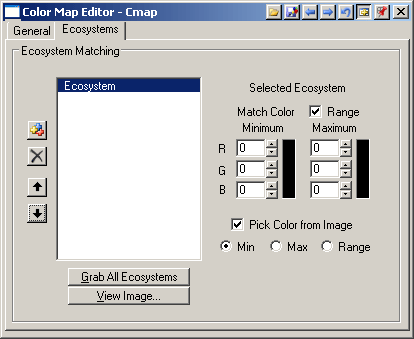 Color Map Editor - Cmap
General Ecosystems
Ecosystem Matching
Ecosystem
Selected Ecosystem
Match Color Range
Minimum Maximum
R 0 0
G 0 0
B 0 0
Pick Color from Image
Min Max Range
Grab All Ecosystems
View Image...